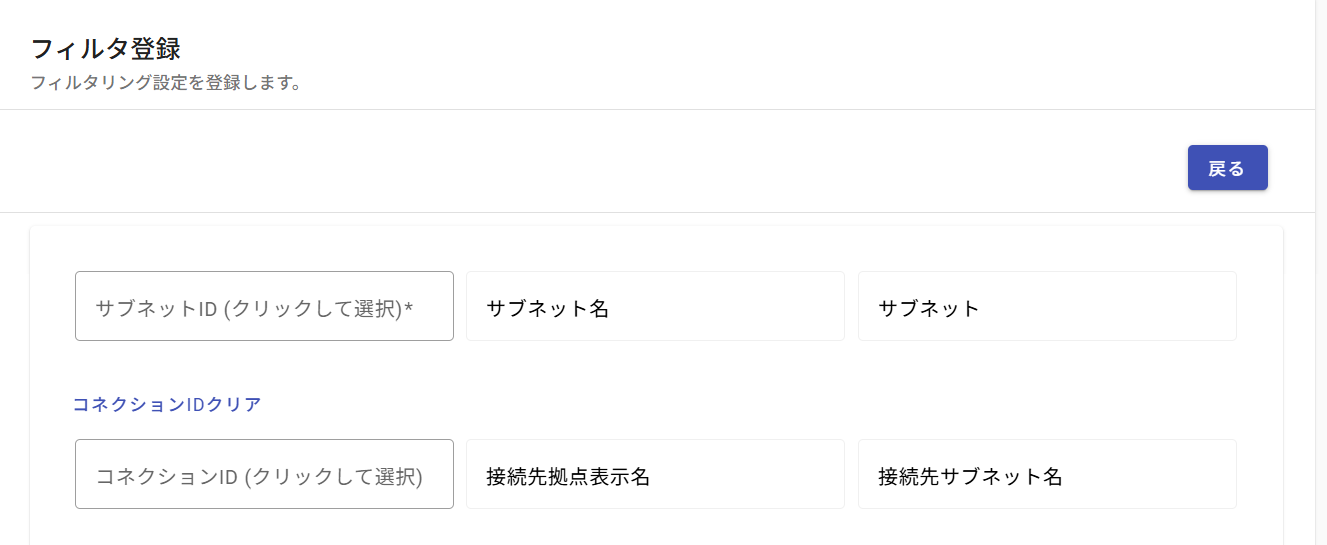 フィルタ登録
フィルタリング設定を登録します。
戻る
サブネットID (クリックして選択)*
サブネット名
サブネット
コネクションIDクリア
コネクションID (クリックして選択)
接続先拠点表示名
接続先サブネット名